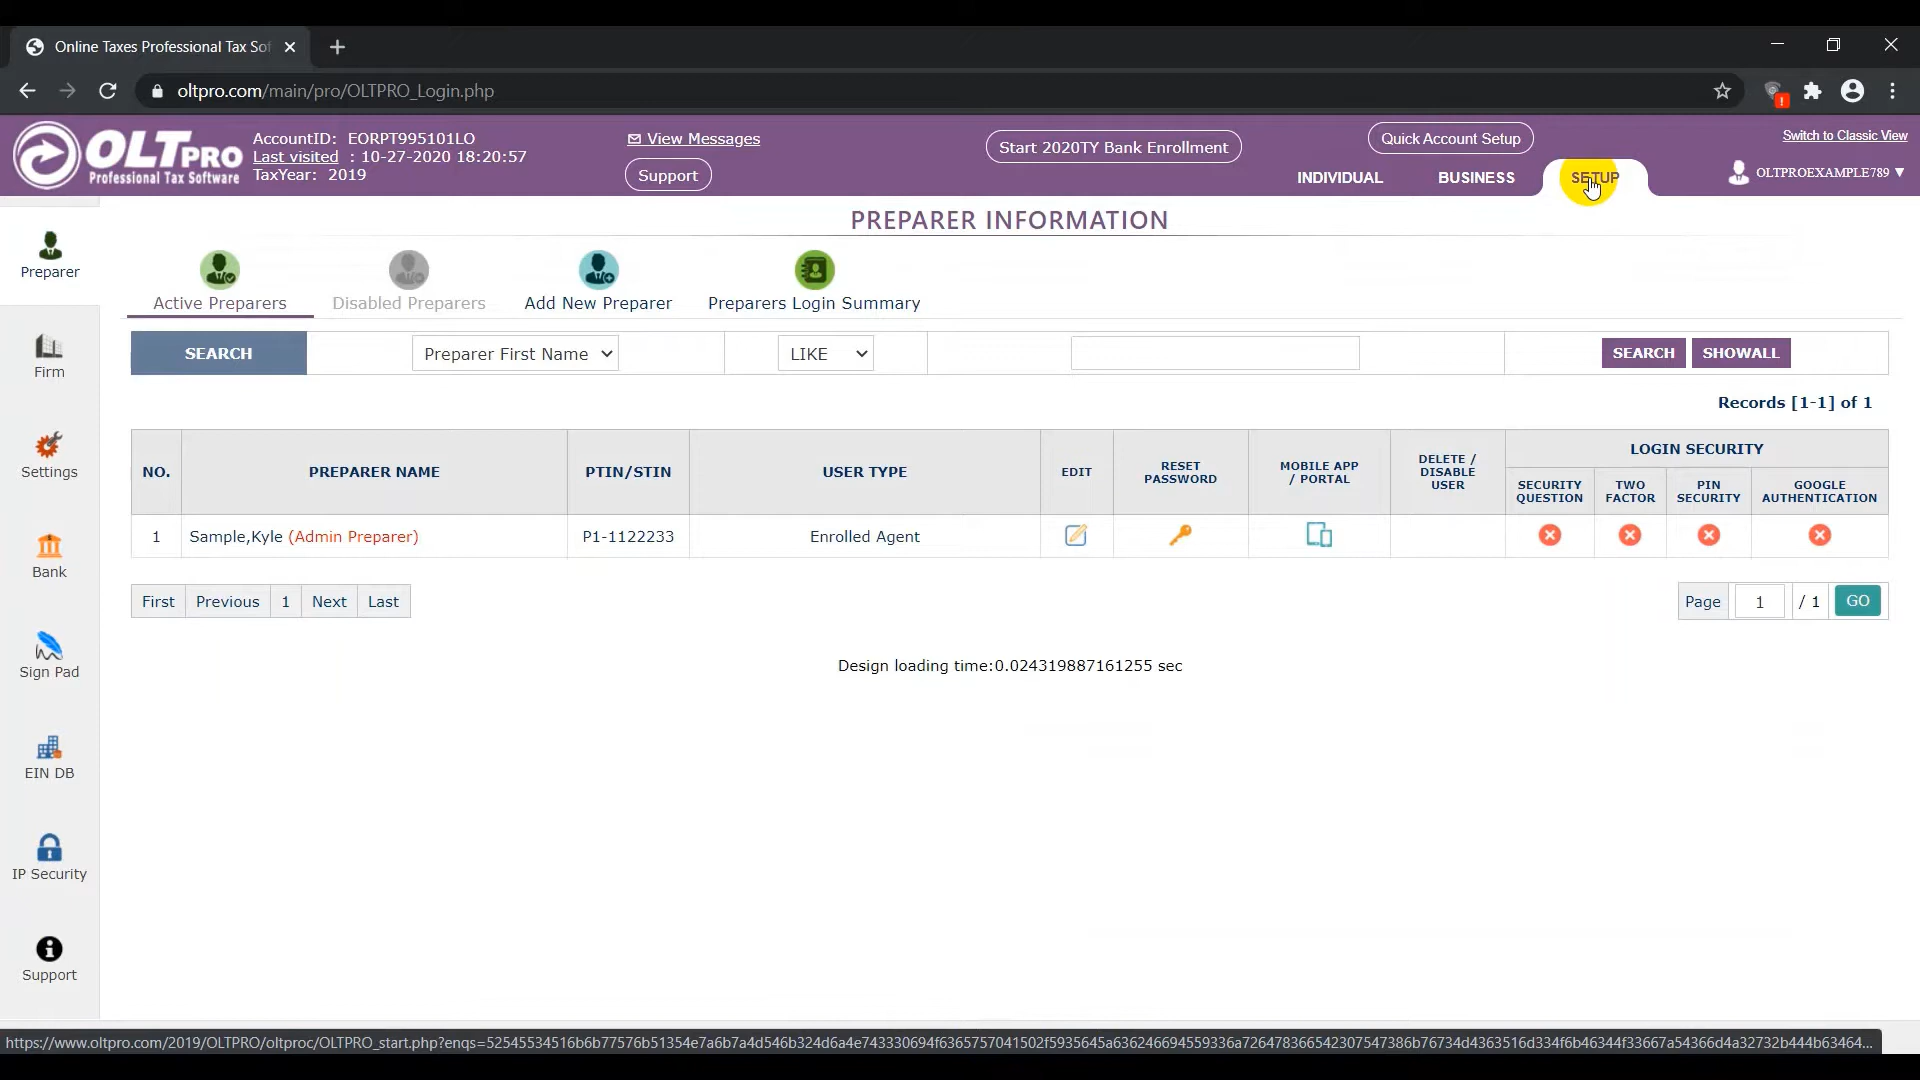 Online Taxes Professional Tax Sof
oltpro.com/main/pro/OLTPRO_Login.php
OLTPRO
Professional Tax Software
AccountID: EORPT995101LO
Last visited : 10-27-2020 18:20:57
TaxYear: 2019
View Messages
Support
Start 2020TY Bank Enrollment
Quick Account Setup
Switch to Classic View
INDIVIDUAL
BUSINESS
SETUP
OLTPROEXAMPLE789 ▼
Preparer
Firm
Settings
Bank
Sign Pad
EIN DB
IP Security
Support
PREPARER INFORMATION
Active Preparers
Disabled Preparers
Add New Preparer
Preparers Login Summary
SEARCH
Preparer First Name
LIKE
SEARCH
SHOWALL
Records [1-1] of 1
NO.
PREPARER NAME
PTIN/STIN
USER TYPE
EDIT
RESET PASSWORD
MOBILE APP / PORTAL
DELETE / DISABLE USER
LOGIN SECURITY
SECURITY QUESTION
TWO FACTOR
PIN SECURITY
GOOGLE AUTHENTICATION
1
Sample,Kyle (Admin Preparer)
P1-1122233
Enrolled Agent
First
Previous
1
Next
Last
Page
1
/ 1
GO
Design loading time:0.024319887161255 sec